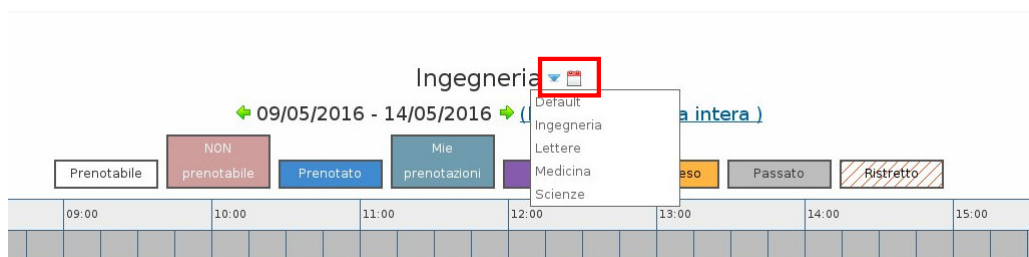 Ingegneria
09/05/2016 - 14/05/2016 (
a intera )
Default
Ingegneria
Lettere
Medicina
Scienze
Prenotabile
NON
prenotabile
Prenotato
Mie
prenotazioni
eso
Passato
Ristretto
09:00 10:00 11:00 12:00 13:00 14:00 15:00